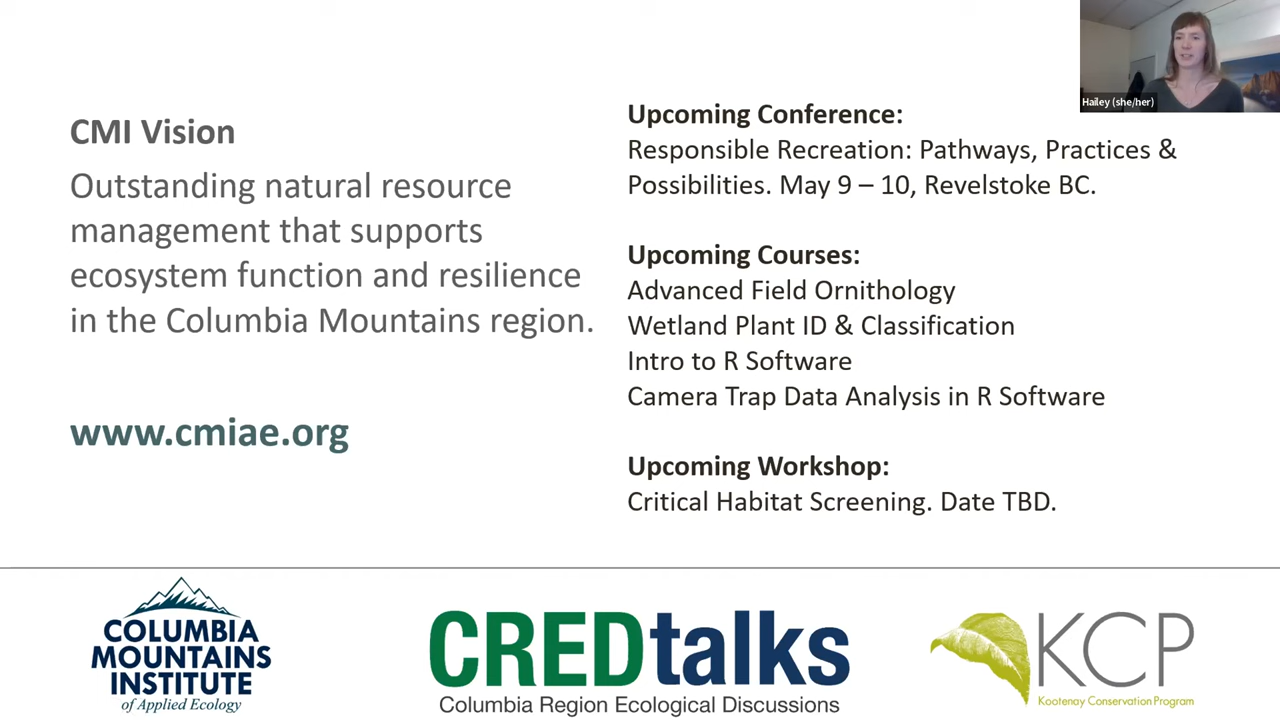 CMI Vision
Outstanding natural resource
management that supports
ecosystem function and resilience
in the Columbia Mountains region.
www.cmiae.org
Hailey (she/her)
Upcoming Conference:
Responsible Recreation: Pathways, Practices &
Possibilities. May 9 – 10, Revelstoke BC.
Upcoming Courses:
Advanced Field Ornithology
Wetland Plant ID & Classification
Intro to R Software
Camera Trap Data Analysis in R Software
Upcoming Workshop:
Critical Habitat Screening. Date TBD.
COLUMBIA
MOUNTAINS
INSTITUTE
of Applied Ecology
CREDtalks
Columbia Region Ecological Discussions
KCP
Kootenay Conservation Program